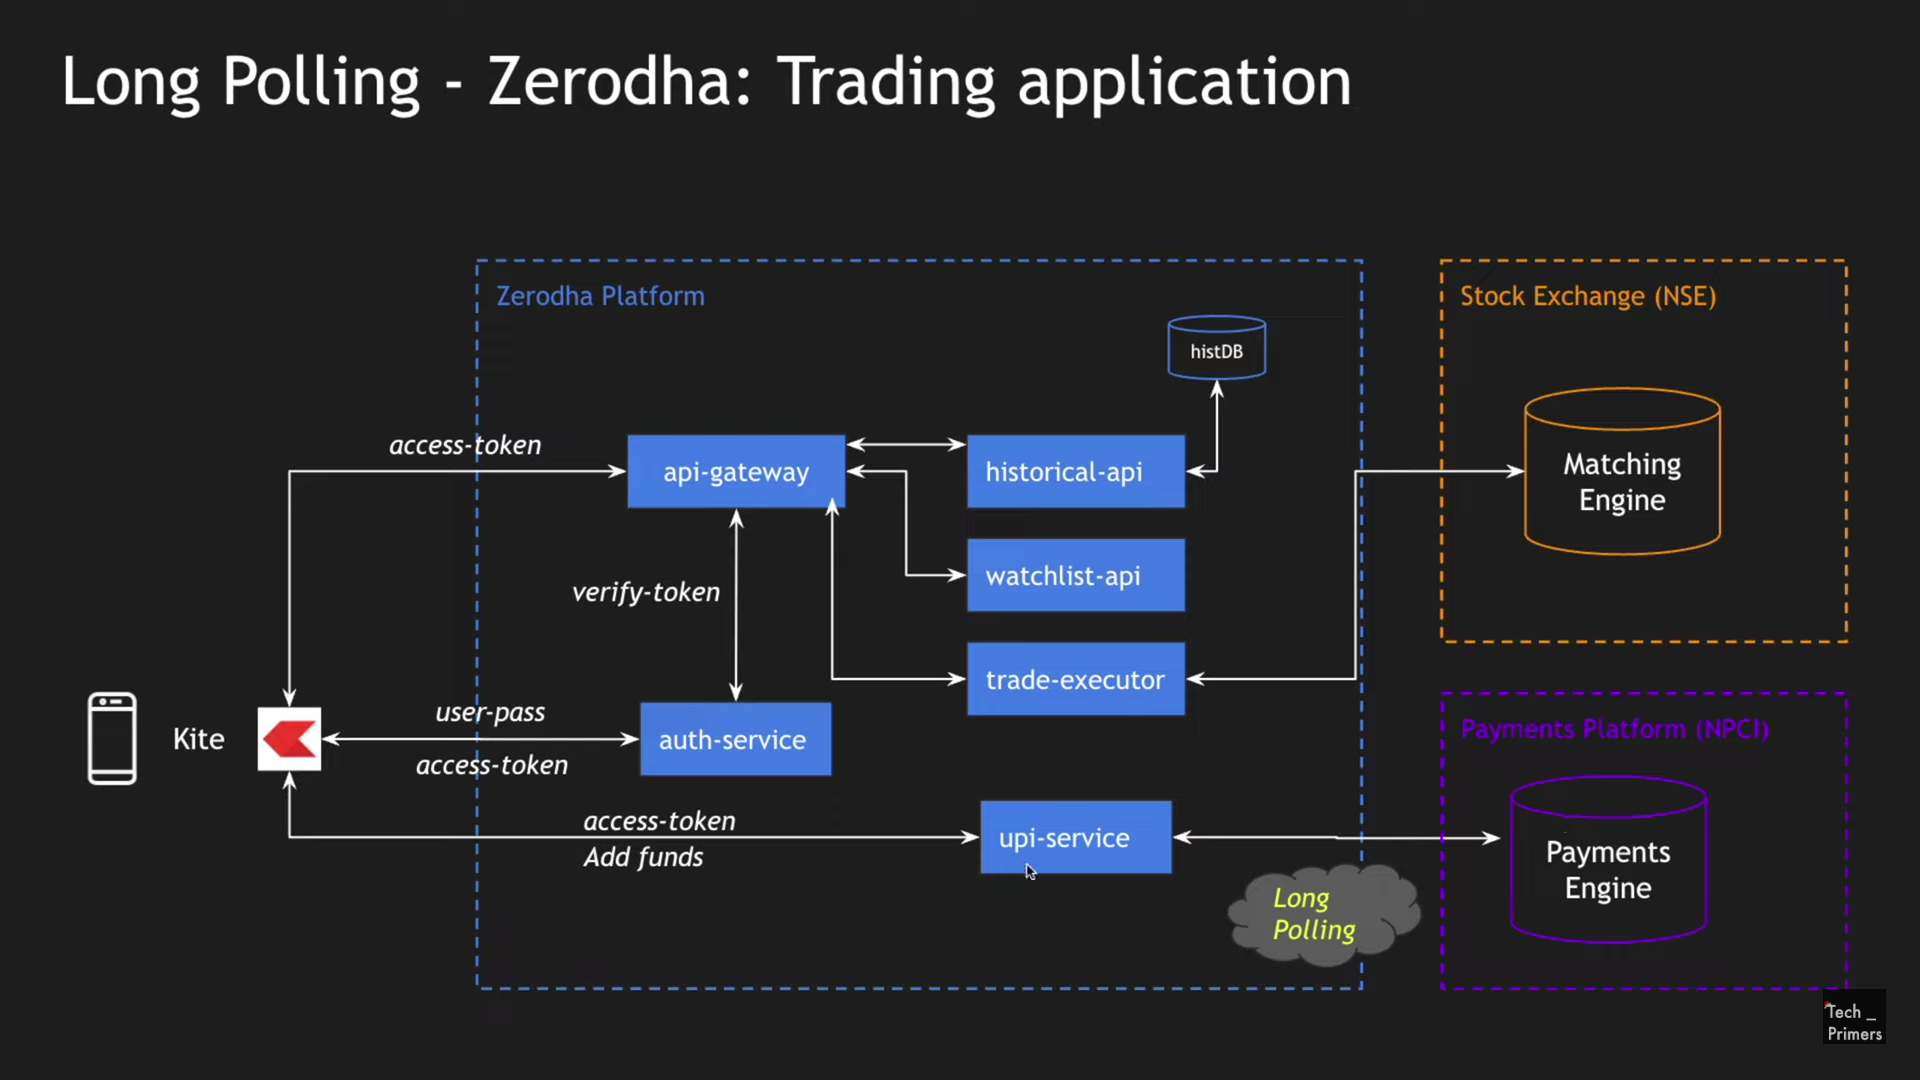 Long Polling - Zerodha: Trading application
Zerodha Platform
Stock Exchange (NSE)
histDB
access-token
api-gateway
historical-api
Matching
Engine
watchlist-api
verify-token
trade-executor
Kite
user-pass
auth-service
access-token
Payments Platform (NPCI)
access-token
Add funds
upi-service
Payments
Engine
Long
Polling
Tech _
Primers